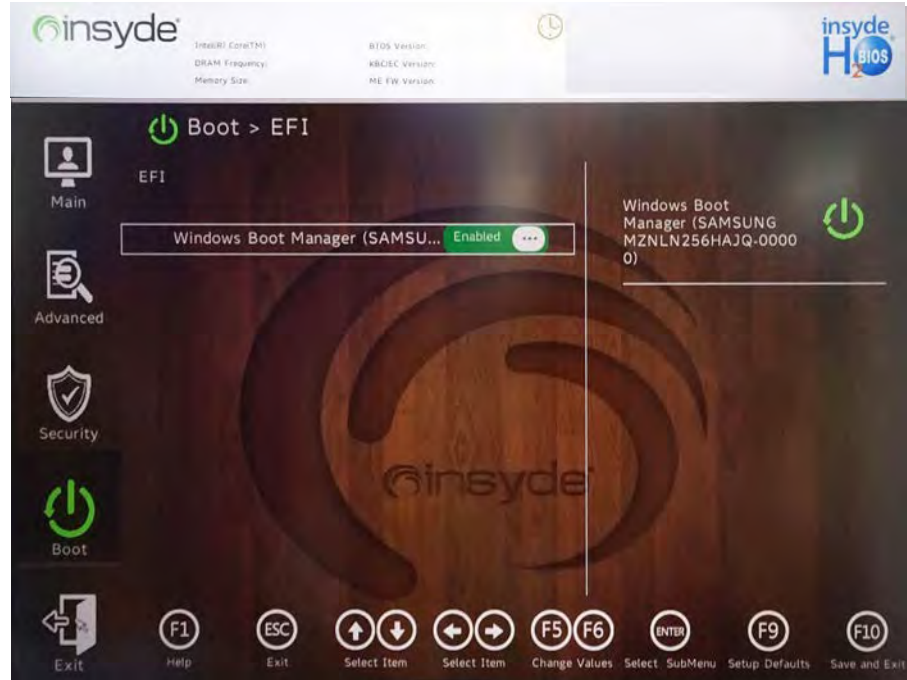 insyde
Intel(R) Core(TM)
DRAM Frequency:
Memory Size:
BIOS Version:
KBC/EC Version:
ME FW Version:
insyde
H2O BIOS
Boot > EFI
EFI
Windows Boot Manager (SAMSU... Enabled
Windows Boot
Manager (SAMSUNG
MZNLN256HAJQ-0000
0)
Main
Advanced
Security
Boot
Exit
insyde
F1
Help
ESC
Exit
Select Item
Select Item
F5 F6
Change Values
ENTER
Select SubMenu
F9
Setup Defaults
F10
Save and Exit